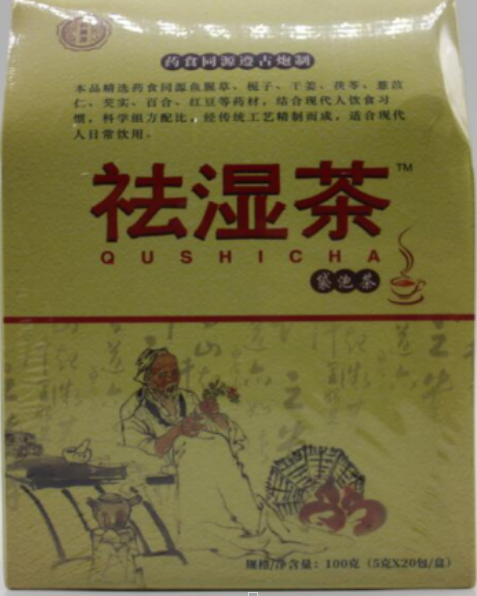 药食同源遵古炮制
本品精选药食同源鱼腥草、栀子、干姜、茯苓、薏苡
仁、芡实、百合、红豆等药材，结合现代人饮食习
惯，科学组方配比，经传统工艺精制而成，适合现代
人日常饮用。
祛湿茶™
QUSHICHA
袋泡茶
规格/净含量：100克（5克X20包/盒）